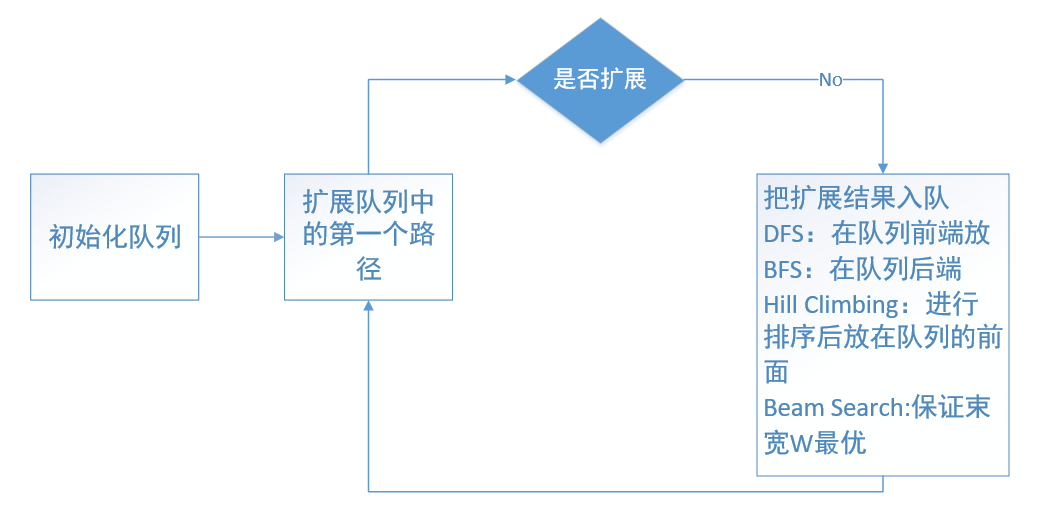 是否扩展
No
初始化队列
扩展队列中
的第一个路
径
把扩展结果入队
DFS：在队列前端放
BFS：在队列后端
Hill Climbing：进行
排序后放在队列的前
面
Beam Search:保证束
宽W最优